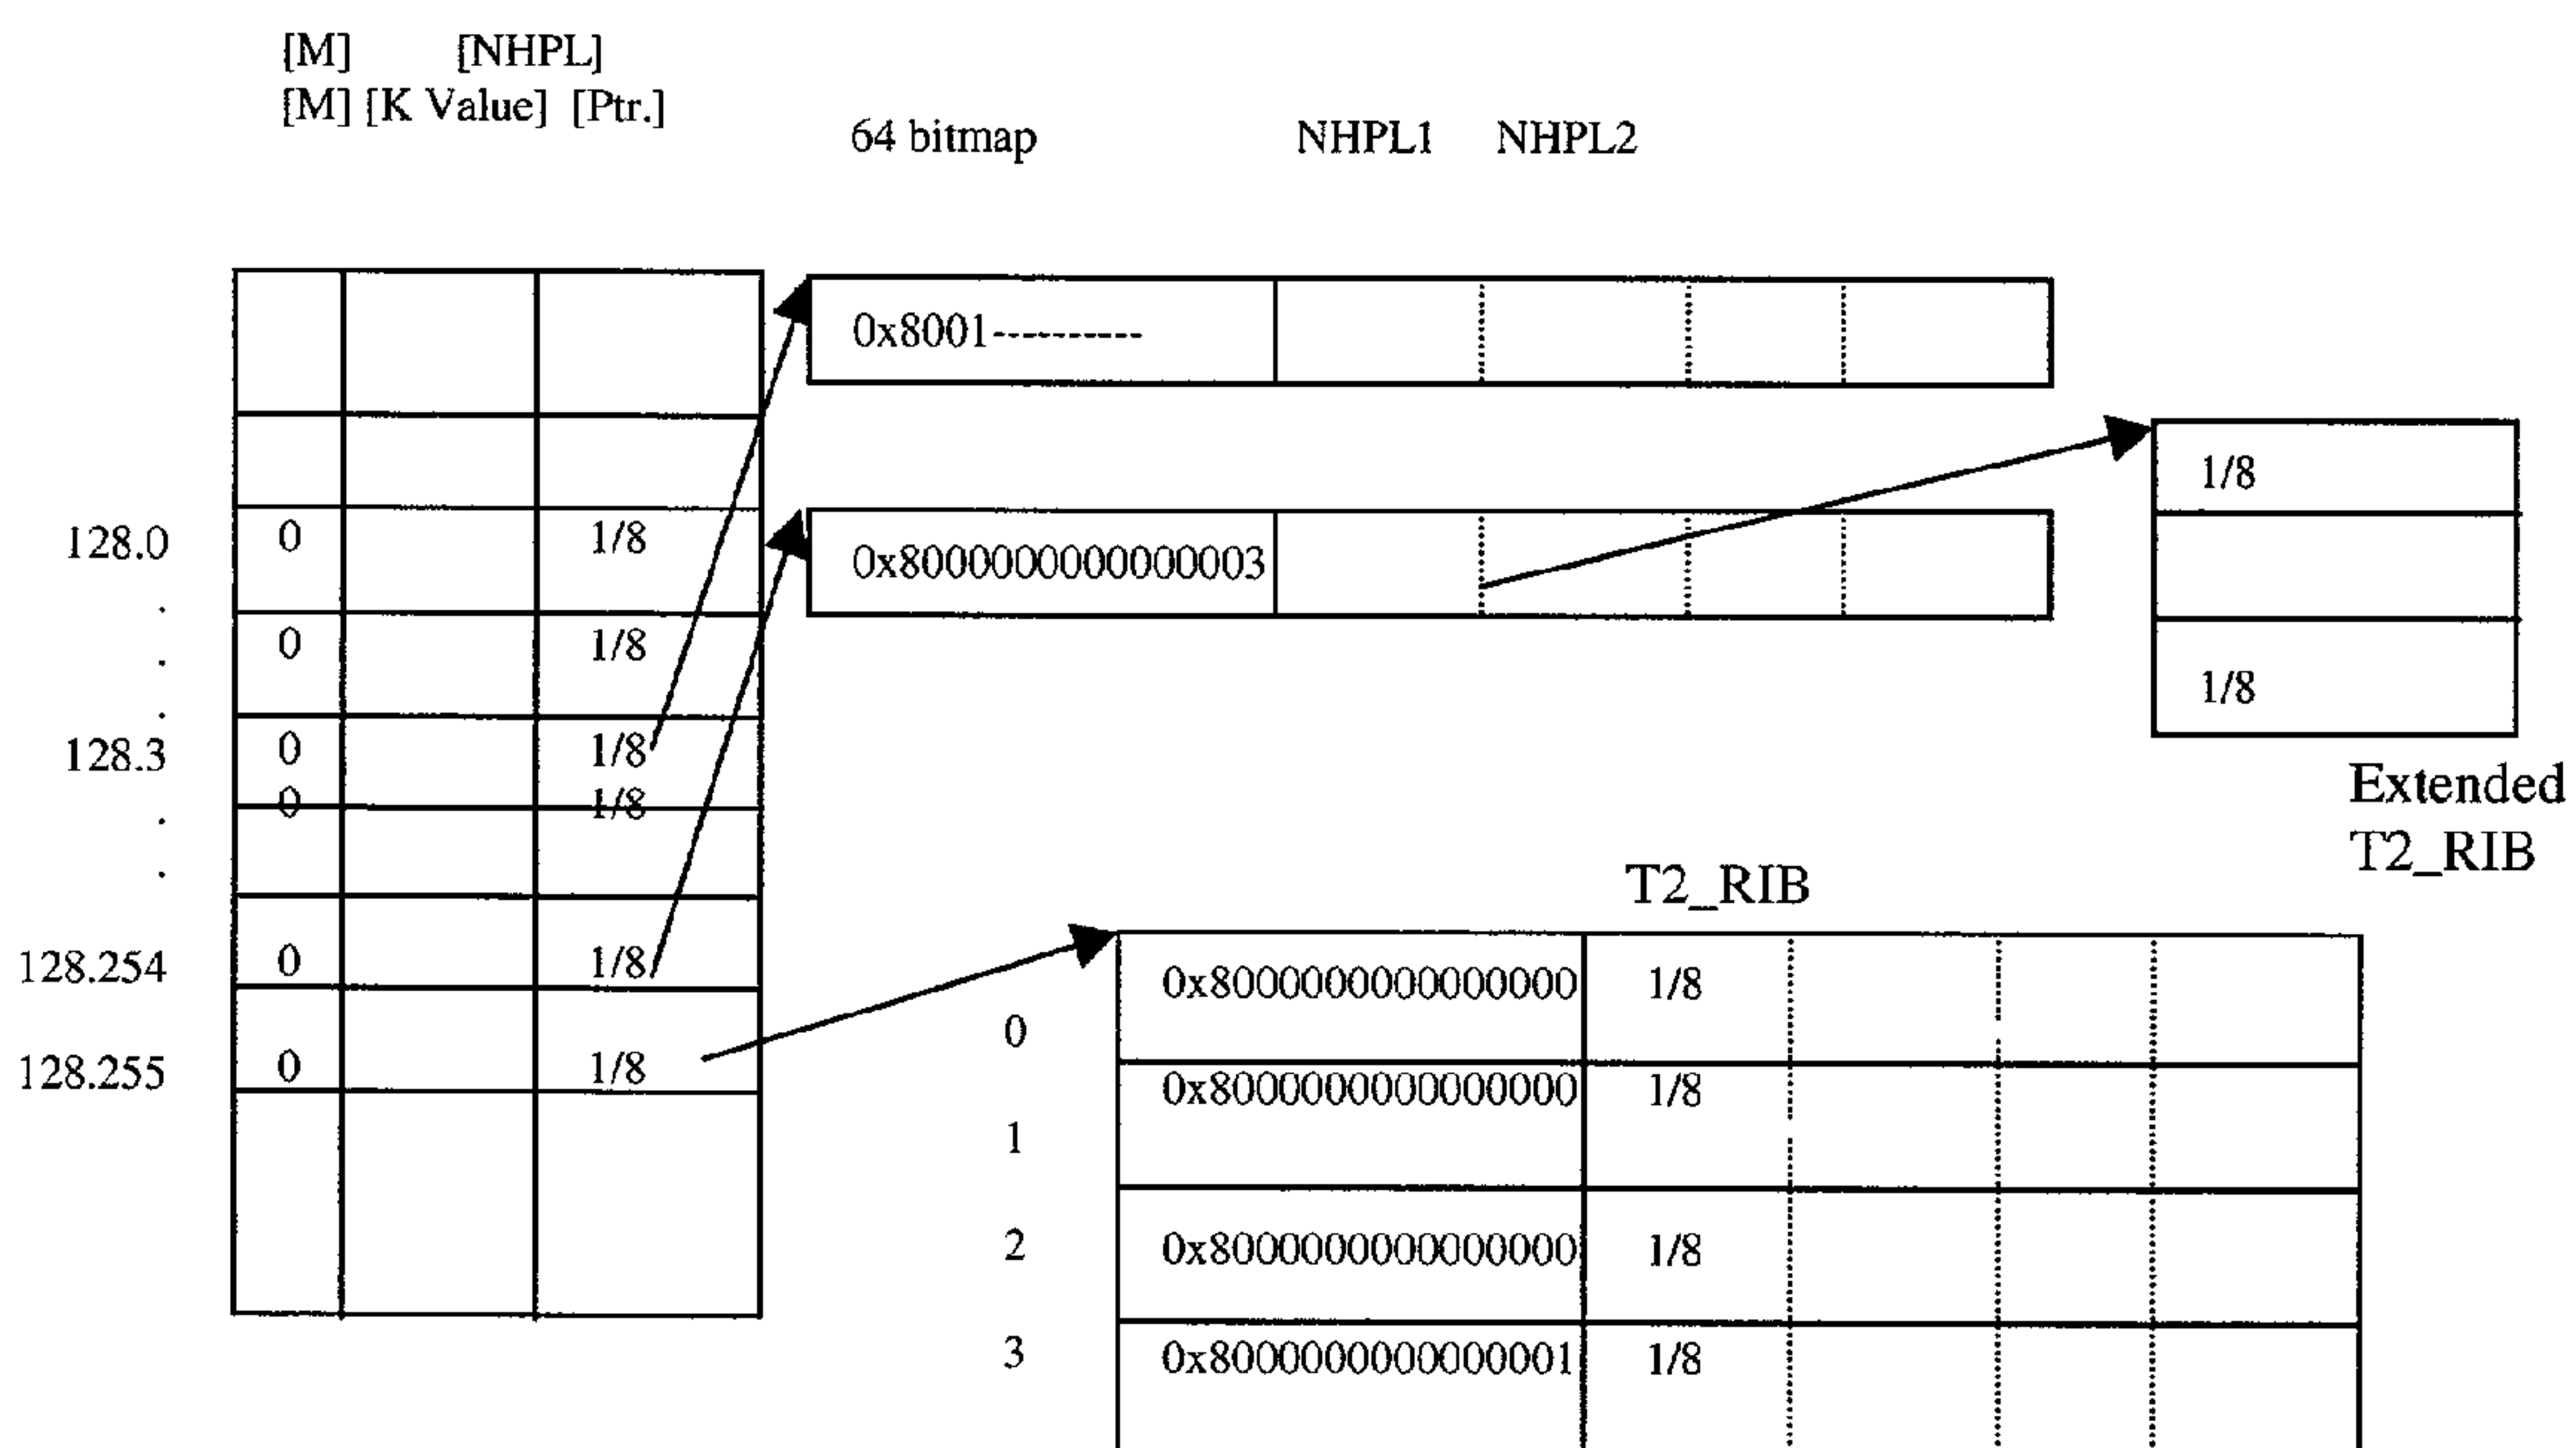 [M] [NHPL]
[M] [K Value] [Ptr.]
64 bitmap NHPL1 NHPL2
0x8001----------
1/8
128.0 0 1/8
0x8000000000000003
.
0 1/8
.
1/8
.
128.3 0 1/8
0 1/8
.
.
Extended
T2_RIB
T2_RIB
128.254 0 1/8
0x8000000000000000 1/8
0
128.255 0 1/8
0x8000000000000000 1/8
1
2 0x8000000000000000 1/8
3 0x8000000000000001 1/8